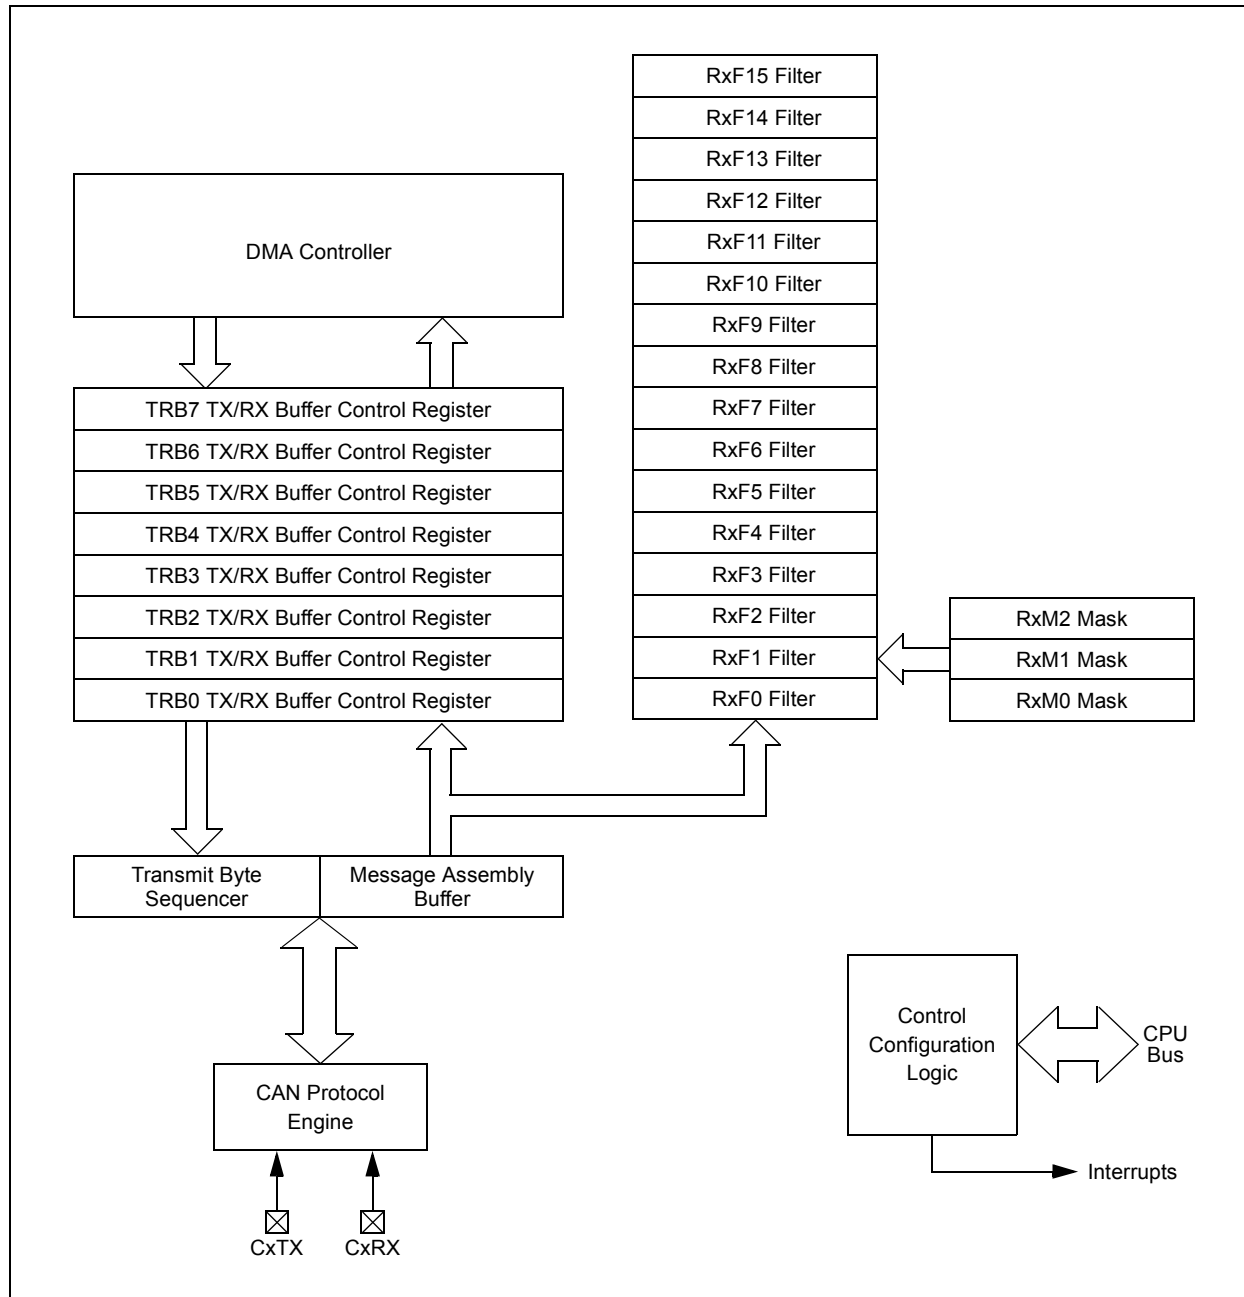 RxF15 Filter
RxF14 Filter
RxF13 Filter
RxF12 Filter
RxF11 Filter
RxF10 Filter
RxF9 Filter
RxF8 Filter
RxF7 Filter
RxF6 Filter
RxF5 Filter
RxF4 Filter
RxF3 Filter
RxF2 Filter
RxF1 Filter
RxF0 Filter
DMA Controller
TRB7 TX/RX Buffer Control Register
TRB6 TX/RX Buffer Control Register
TRB5 TX/RX Buffer Control Register
TRB4 TX/RX Buffer Control Register
TRB3 TX/RX Buffer Control Register
TRB2 TX/RX Buffer Control Register
TRB1 TX/RX Buffer Control Register
TRB0 TX/RX Buffer Control Register
RxM2 Mask
RxM1 Mask
RxM0 Mask
Transmit Byte
Sequencer
Message Assembly
Buffer
CAN Protocol
Engine
CxTX
CxRX
Control
Configuration
Logic
CPU
Bus
Interrupts